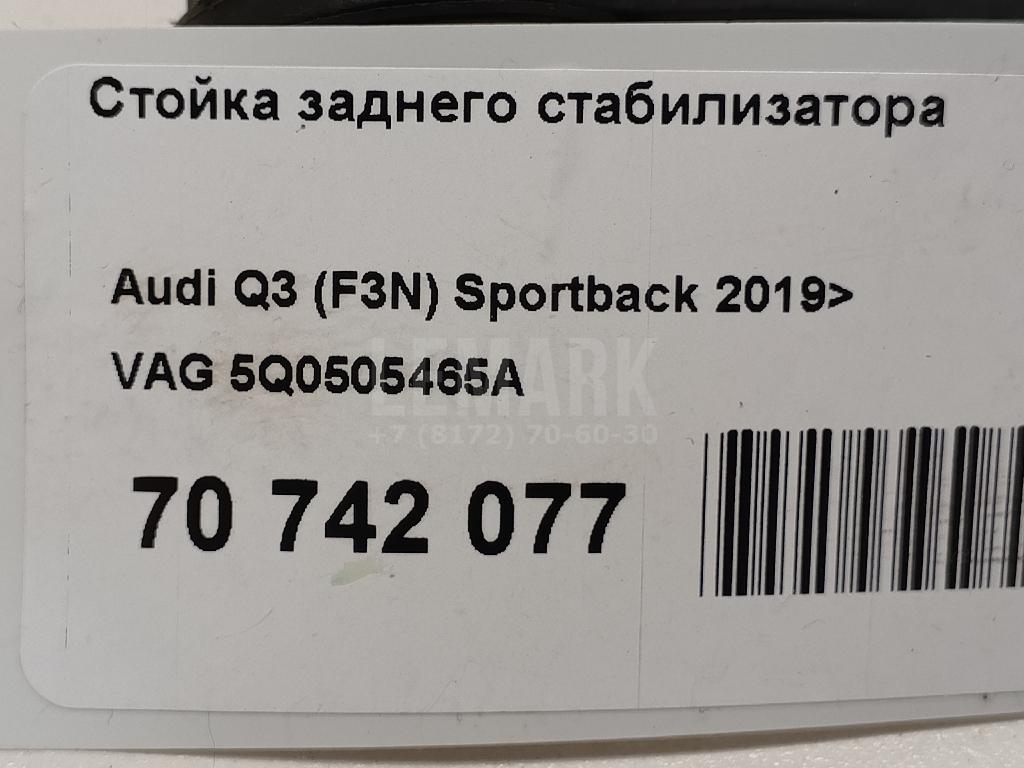 Стойка заднего стабилизатора
Audi Q3 (F3N) Sportback 2019>
VAG 5Q0505465A
LEMARK
+7 (8172) 70-60-30
70 742 077